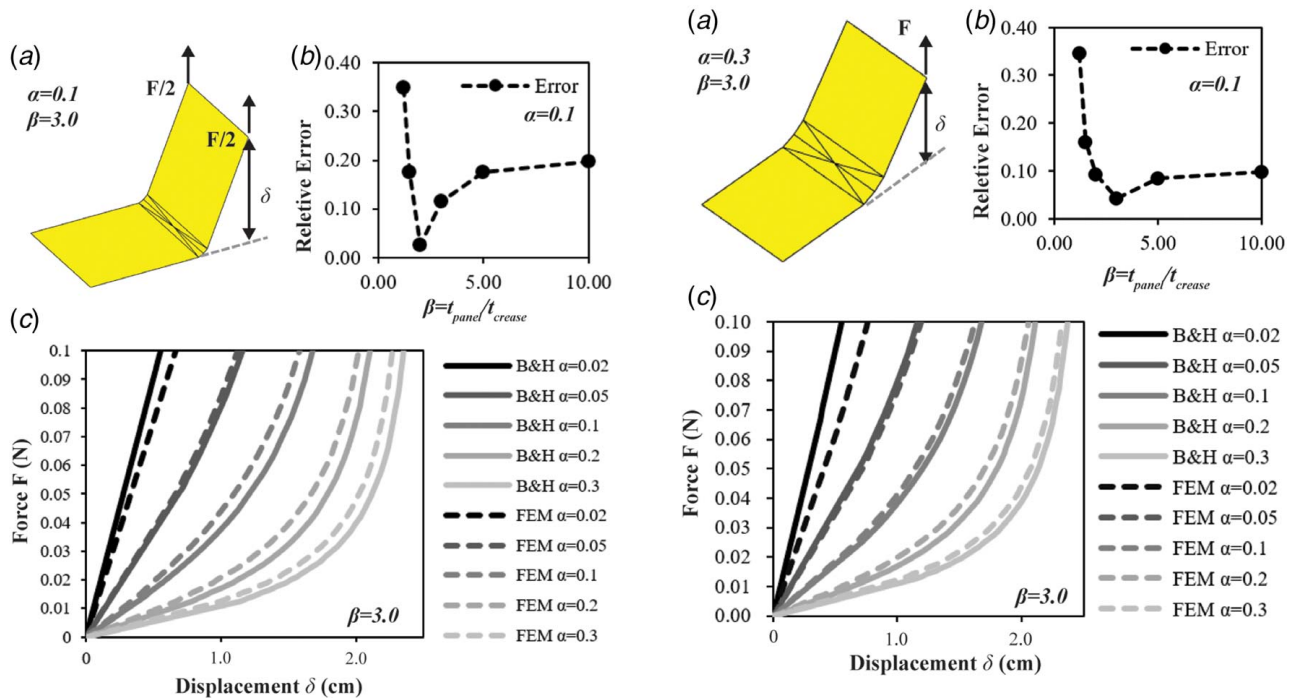 (a)
α=0.1
β=3.0
F/2
F/2
δ
(b)
0.40
0.30
0.20
0.10
0.00
Relative Error
Error
α=0.1
0.00
5.00
10.00
β=t_panel/t_crease
(c)
0.1
0.09
0.08
0.07
0.06
0.05
0.04
0.03
0.02
0.01
0
Force F (N)
β=3.0
0
1.0
2.0
Displacement δ (cm)
B&H α=0.02
B&H α=0.05
B&H α=0.1
B&H α=0.2
B&H α=0.3
FEM α=0.02
FEM α=0.05
FEM α=0.1
FEM α=0.2
FEM α=0.3
(a)
α=0.3
β=3.0
F
δ
(b)
0.40
0.30
0.20
0.10
0.00
Reletive Error
Error
α=0.1
0.00
5.00
10.00
β=t_panel/t_crease
(c)
0.10
0.09
0.08
0.07
0.06
0.05
0.04
0.03
0.02
0.01
0.00
Force F (N)
β=3.0
0
1.0
2.0
Displacement δ (cm)
B&H α=0.02
B&H α=0.05
B&H α=0.1
B&H α=0.2
B&H α=0.3
FEM α=0.02
FEM α=0.05
FEM α=0.1
FEM α=0.2
FEM α=0.3